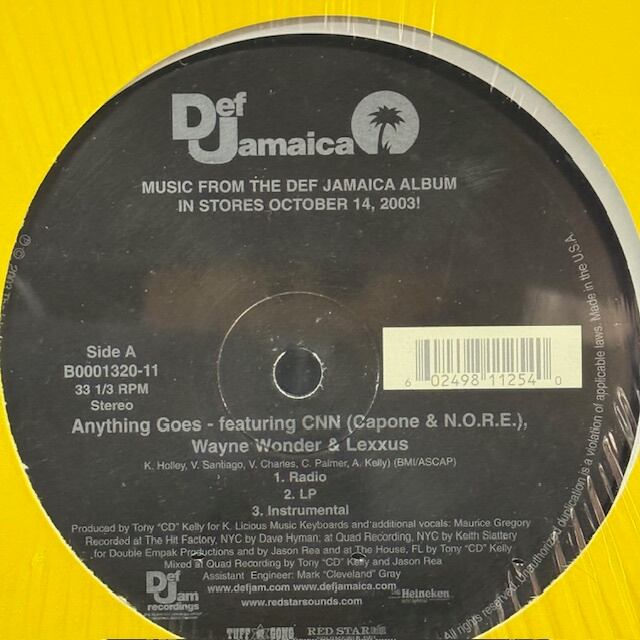 Def Jamaica
MUSIC FROM THE DEF JAMAICA ALBUM
IN STORES OCTOBER 14, 2003!
Side A
B0001320-11
33 1/3 RPM
Stereo
6 02498 11254 0
Anything Goes - featuring CNN (Capone & N.O.R.E.),
Wayne Wonder & Lexxus
K. Holley, V. Santiago, V. Charles, C. Palmer, A. Kelly) (BMI/ASCAP)
1. Radio
2. LP
3. Instrumental
Produced by Tony "CD" Kelly for K. Licious Music Keyboards and additional vocals: Maurice Gregory
Recorded at The Hit Factory, NYC by Dave Hyman; at Quad Recording, NYC by Keith Slattery
for Double Empak Productions and by Jason Rea and at The House, FL by Tony "CD" Kelly
Mixed at Quad Recording by Tony "CD" Kelly and Jason Rea
Assistant Engineer: Mark "Cleveland" Gray
www.defjam.com www.defjamaica.com
www.redstarsounds.com
Def Jam recordings
Heineken
TUFF GONG RED STAR
℗ © 2003
All rights reserved. Unauthorized duplication is a violation of applicable laws. Made in the U.S.A.